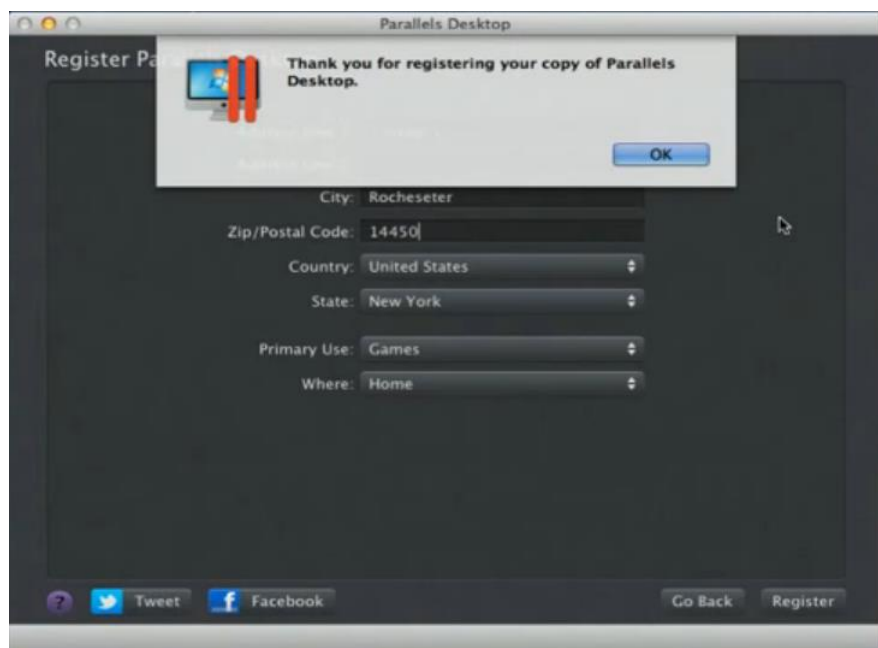 Parallels Desktop
Register Pa
Thank you for registering your copy of Parallels
Desktop.
OK
City: Rocheseter
Zip/Postal Code: 14450
Country: United States
State: New York
Primary Use: Games
Where: Home
? Tweet Facebook Go Back Register